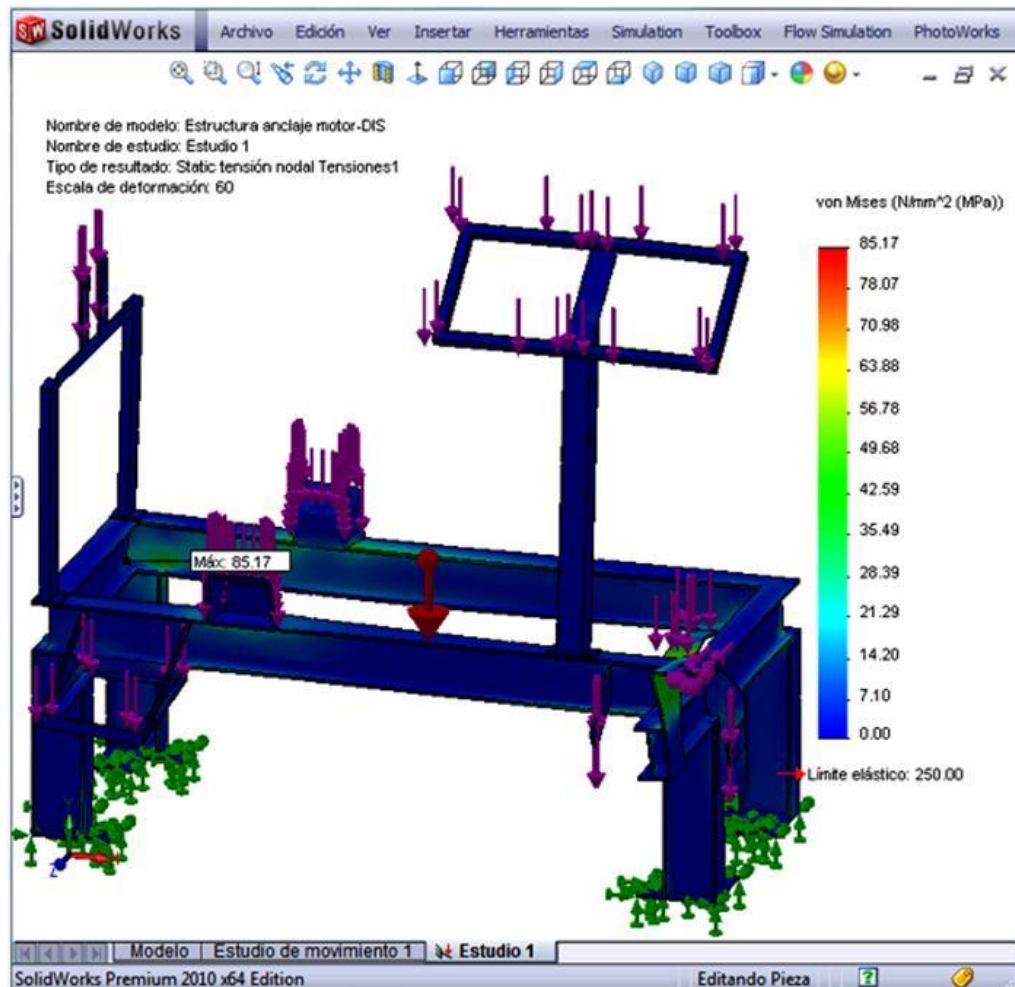 SolidWorks Archivo Edición Ver Insertar Herramientas Simulation Toolbox Flow Simulation PhotoWorks
Nombre de modelo: Estructura anclaje motor-DIS
Nombre de estudio: Estudio 1
Tipo de resultado: Static tensión nodal Tensiones1
Escala de deformación: 60
von Mises (N/mm^2 (MPa))
85.17
78.07
70.98
63.88
56.78
49.68
42.59
35.49
28.39
21.29
14.20
7.10
0.00
Límite elástico: 250.00
Máx: 85.17
Modelo Estudio de movimiento 1 Estudio 1
SolidWorks Premium 2010 x64 Edition Editando Pieza